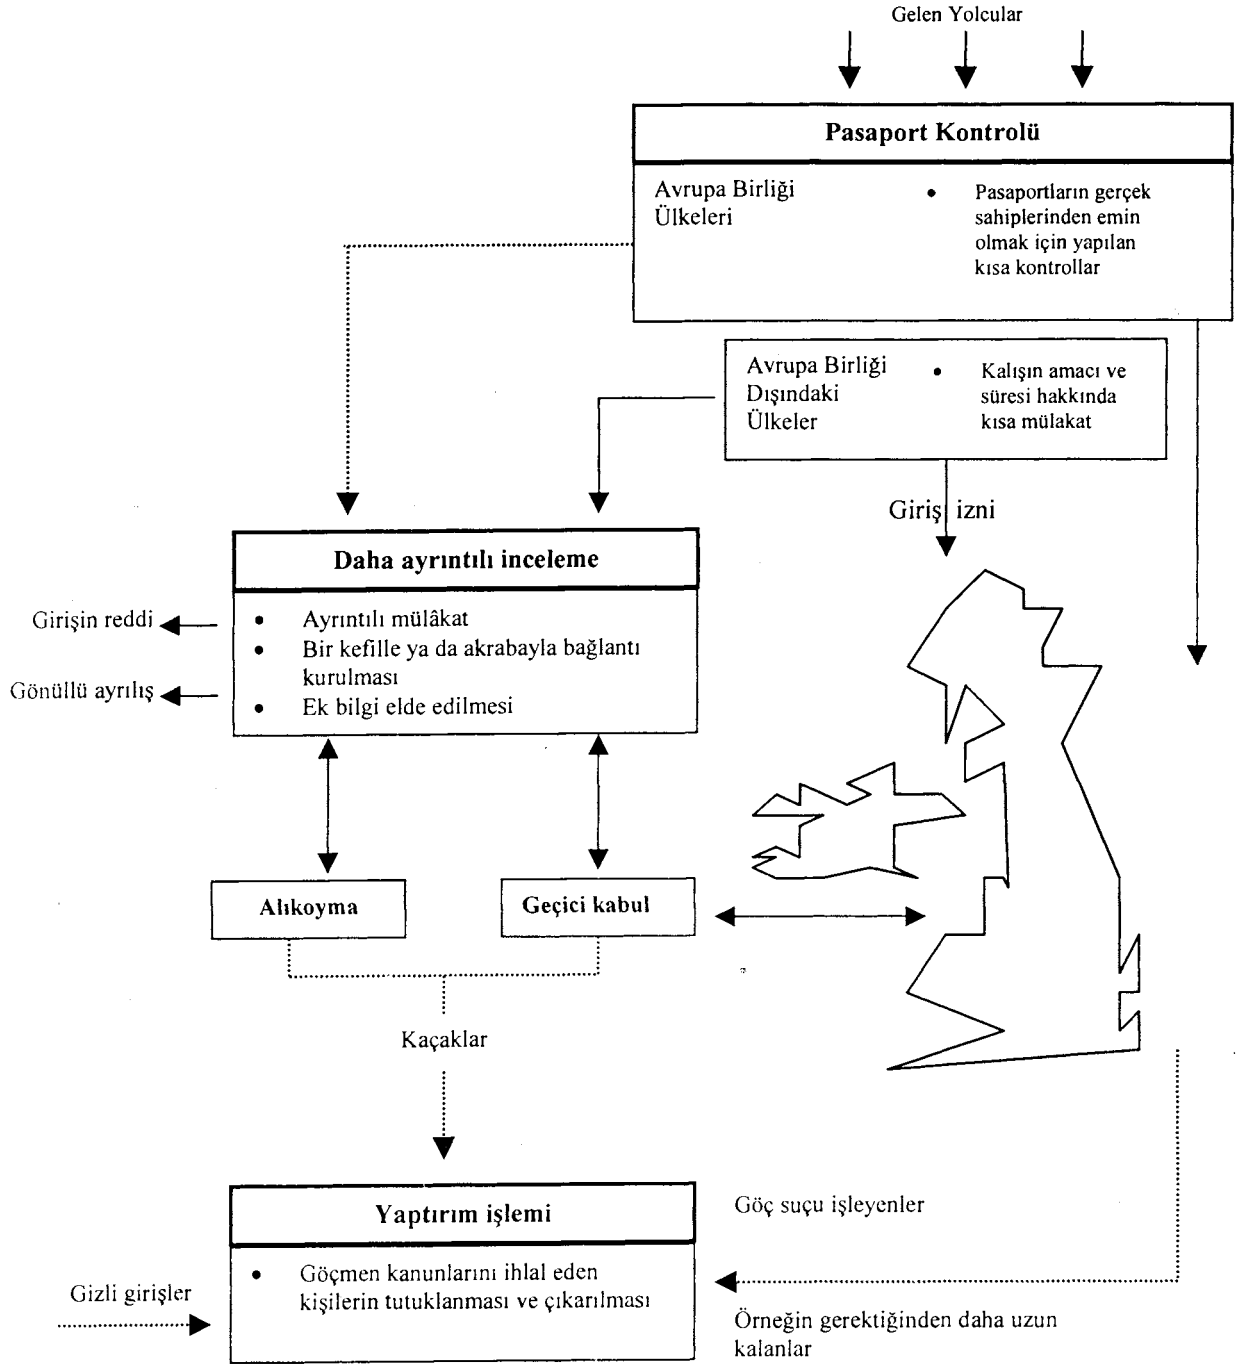 Gelen Yolcular
Pasaport Kontrolü
Avrupa Birliği
Ülkeleri
• Pasaportların gerçek
sahiplerinden emin
olmak için yapılan
kısa kontrollar
Avrupa Birliği
Dışındaki
Ülkeler
• Kalışın amacı ve
süresi hakkında
kısa mülakat
Giriş izni
Daha ayrıntılı inceleme
• Ayrıntılı mülâkat
• Bir kefille ya da akrabayla bağlantı
kurulması
• Ek bilgi elde edilmesi
Girişin reddi
Gönüllü ayrılış
Alıkoyma
Geçici kabul
Kaçaklar
Yaptırım işlemi
• Göçmen kanunlarını ihlal eden
kişilerin tutuklanması ve çıkarılması
Gizli girişler
Göç suçu işleyenler
Örneğin gerektiğinden daha uzun
kalanlar